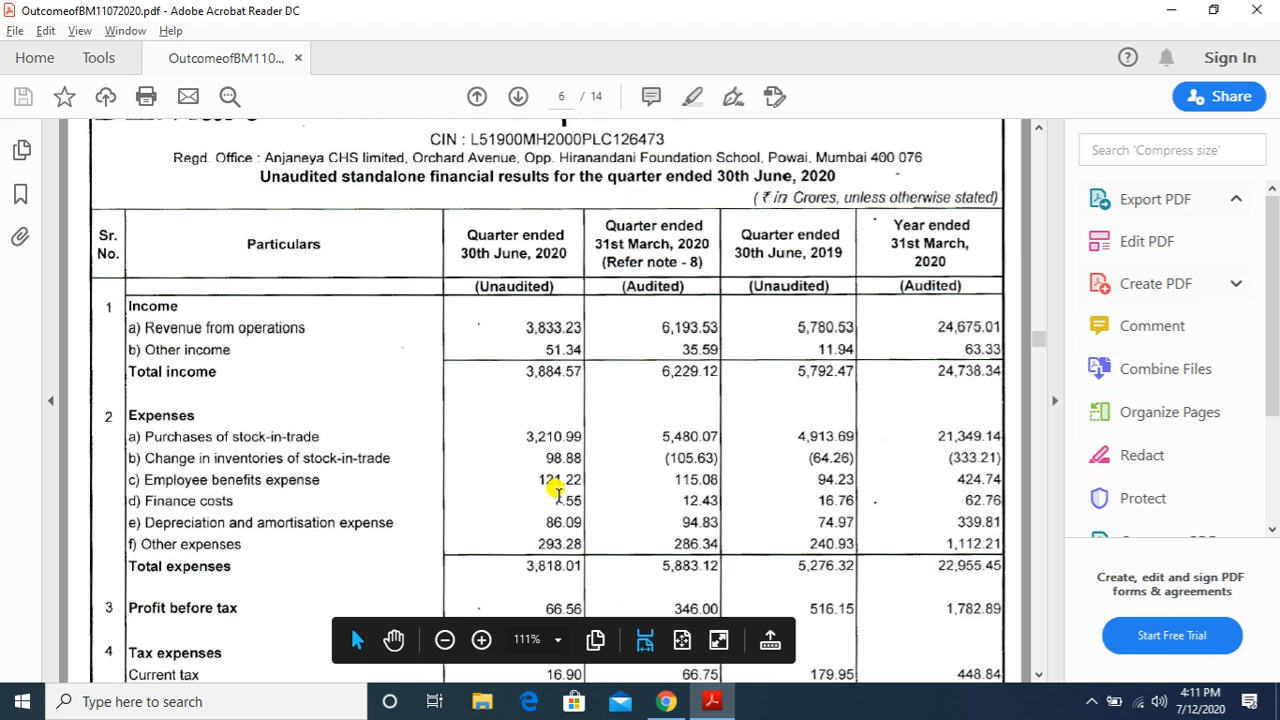 OutcomeofBM11072020.pdf - Adobe Acrobat Reader DC
File Edit View Window Help
Home Tools OutcomeofBM110... × Sign In
6 / 14 Share
CIN : L51900MH2000PLC126473
Regd. Office : Anjaneya CHS limited, Orchard Avenue, Opp. Hiranandani Foundation School, Powai, Mumbai 400 076
Unaudited standalone financial results for the quarter ended 30th June, 2020
( ₹ in Crores, unless otherwise stated)
Sr. No. Particulars Quarter ended 30th June, 2020 Quarter ended 31st March, 2020 (Refer note - 8) Quarter ended 30th June, 2019 Year ended 31st March, 2020
(Unaudited) (Audited) (Unaudited) (Audited)
1 Income
a) Revenue from operations 3,833.23 6,193.53 5,780.53 24,675.01
b) Other income 51.34 35.59 11.94 63.33
Total income 3,884.57 6,229.12 5,792.47 24,738.34
2 Expenses
a) Purchases of stock-in-trade 3,210.99 5,480.07 4,913.69 21,349.14
b) Change in inventories of stock-in-trade 98.88 (105.63) (64.26) (333.21)
c) Employee benefits expense 121.22 115.08 94.23 424.74
d) Finance costs 12.43 16.76 62.76
e) Depreciation and amortisation expense 86.09 94.83 74.97 339.81
f) Other expenses 293.28 286.34 240.93 1,112.21
Total expenses 3,818.01 5,883.12 5,276.32 22,955.45
3 Profit before tax 66.56 346.00 516.15 1,782.89
4 Tax expenses
Current tax 16.90 66.75 179.95 448.84
111%
Search 'Compress size'
Export PDF
Edit PDF
Create PDF
Comment
Combine Files
Organize Pages
Redact
Protect
Create, edit and sign PDF
forms & agreements
Start Free Trial
Type here to search
4:11 PM
7/12/2020